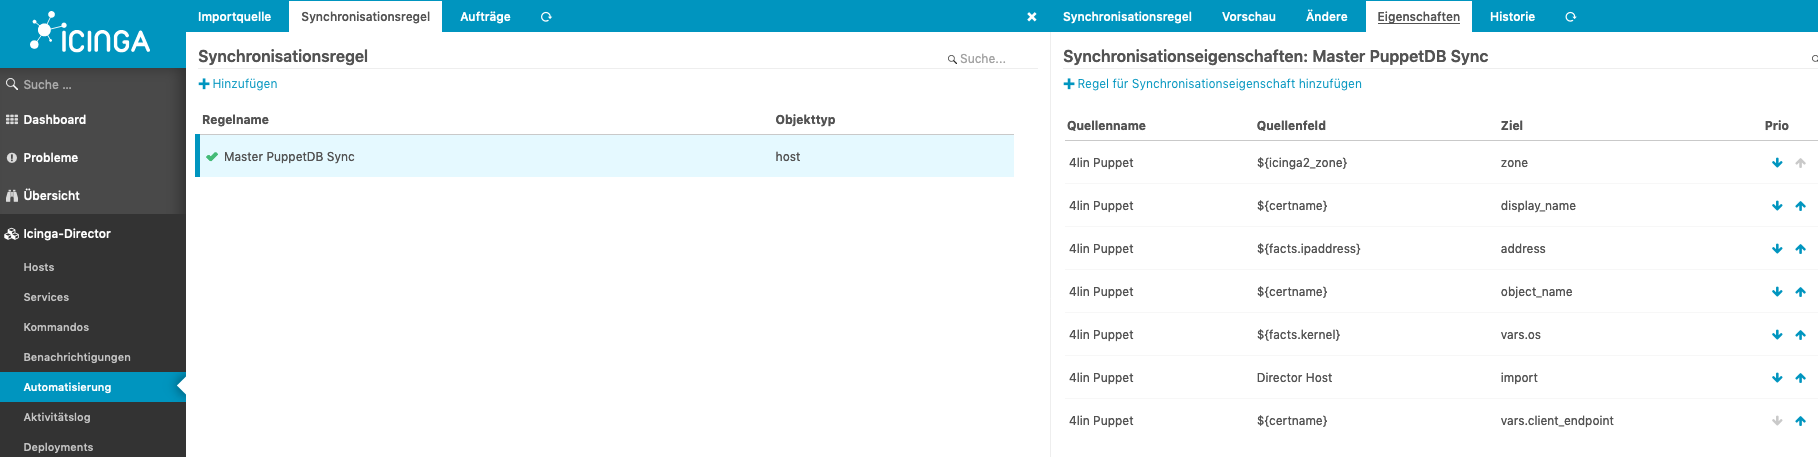 ICINGA
Suche ...
Dashboard
Probleme
Übersicht
Icinga-Director
Hosts
Services
Kommandos
Benachrichtigungen
Automatisierung
Aktivitätslog
Deployments
Importquelle Synchronisationsregel Aufträge
Synchronisationsregel
Suche...
Hinzufügen
Regelname Objekttyp
Master PuppetDB Sync host
Synchronisationsregel Vorschau Ändere Eigenschaften Historie
Synchronisationseigenschaften: Master PuppetDB Sync
Regel für Synchronisationseigenschaft hinzufügen
Quellenname Quellenfeld Ziel Prio
4lin Puppet ${icinga2_zone} zone
4lin Puppet ${certname} display_name
4lin Puppet ${facts.ipaddress} address
4lin Puppet ${certname} object_name
4lin Puppet ${facts.kernel} vars.os
4lin Puppet Director Host import
4lin Puppet ${certname} vars.client_endpoint